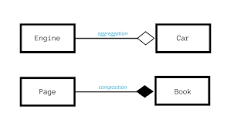 aggregation
Engine
Car
composition
Page
Book